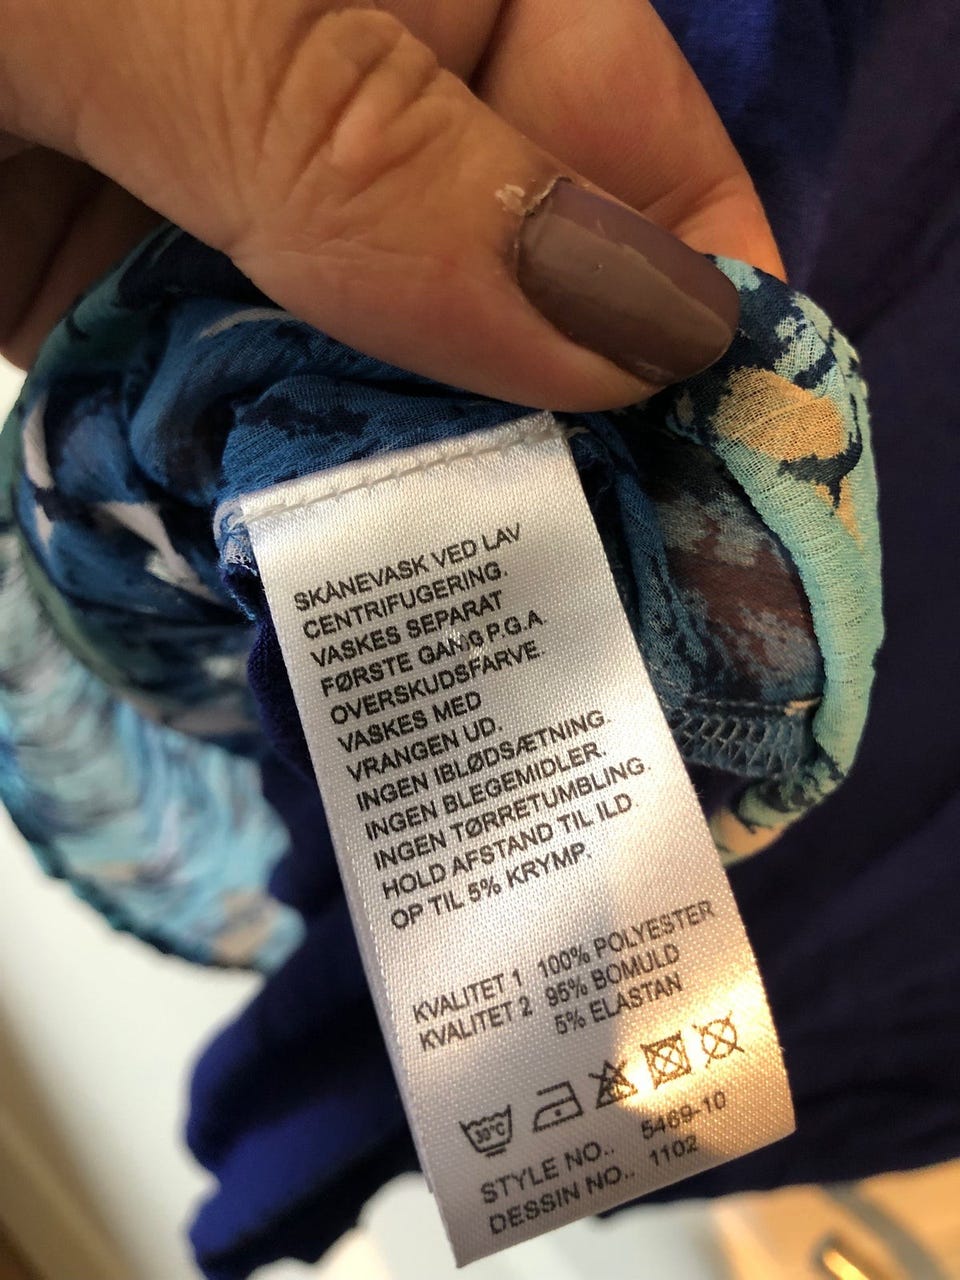 SKÅNEVASK VED LAV
CENTRIFUGERING.
VASKES SEPARAT
FØRSTE GANG P.G.A.
OVERSKUDSFARVE.
VASKES MED
VRANGEN UD.
INGEN IBLØDSÆTNING.
INGEN BLEGEMIDLER.
INGEN TØRRETUMBLING.
HOLD AFSTAND TIL ILD
OP TIL 5% KRYMP.
KVALITET 1 100% POLYESTER
KVALITET 2 95% BOMULD
5% ELASTAN
30°C
STYLE NO.. 5469-10
DESSIN NO.. 1102